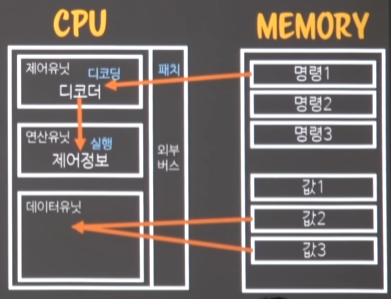 CPU
MEMORY
제어유닛
디코딩
디코더
패치
연산유닛
실행
제어정보
외부
버스
데이터유닛
명령1
명령2
명령3
값1
값2
값3